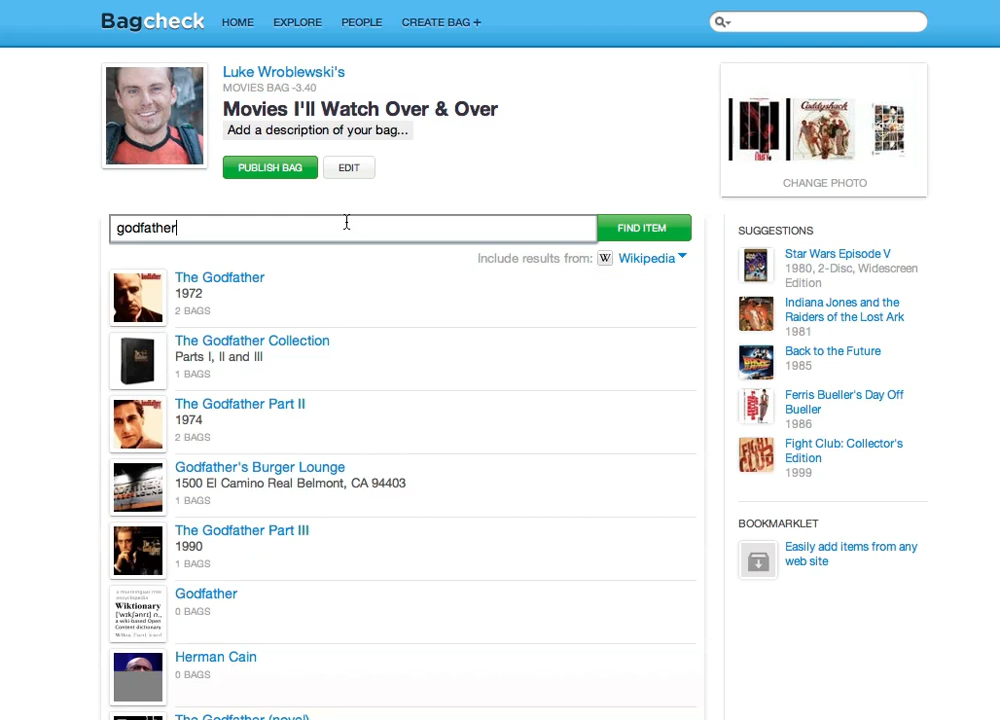 Bagcheck HOME EXPLORE PEOPLE CREATE BAG +
Luke Wroblewski's
MOVIES BAG -3.40
Movies I'll Watch Over & Over
Add a description of your bag...
PUBLISH BAG EDIT
Caddyshack
CHANGE PHOTO
godfather
FIND ITEM
Include results from: W Wikipedia
The Godfather
1972
2 BAGS
The Godfather Collection
Parts I, II and III
1 BAGS
The Godfather Part II
1974
2 BAGS
Godfather's Burger Lounge
1500 El Camino Real Belmont, CA 94403
1 BAGS
The Godfather Part III
1990
1 BAGS
Wiktionary
Godfather
0 BAGS
Herman Cain
0 BAGS
The Godfather (novel)
SUGGESTIONS
Star Wars Episode V
1980, 2-Disc, Widescreen
Edition
Indiana Jones and the
Raiders of the Lost Ark
1981
Back to the Future
1985
Ferris Bueller's Day Off
Bueller
1986
Fight Club: Collector's
Edition
1999
BOOKMARKLET
Easily add items from any
web site